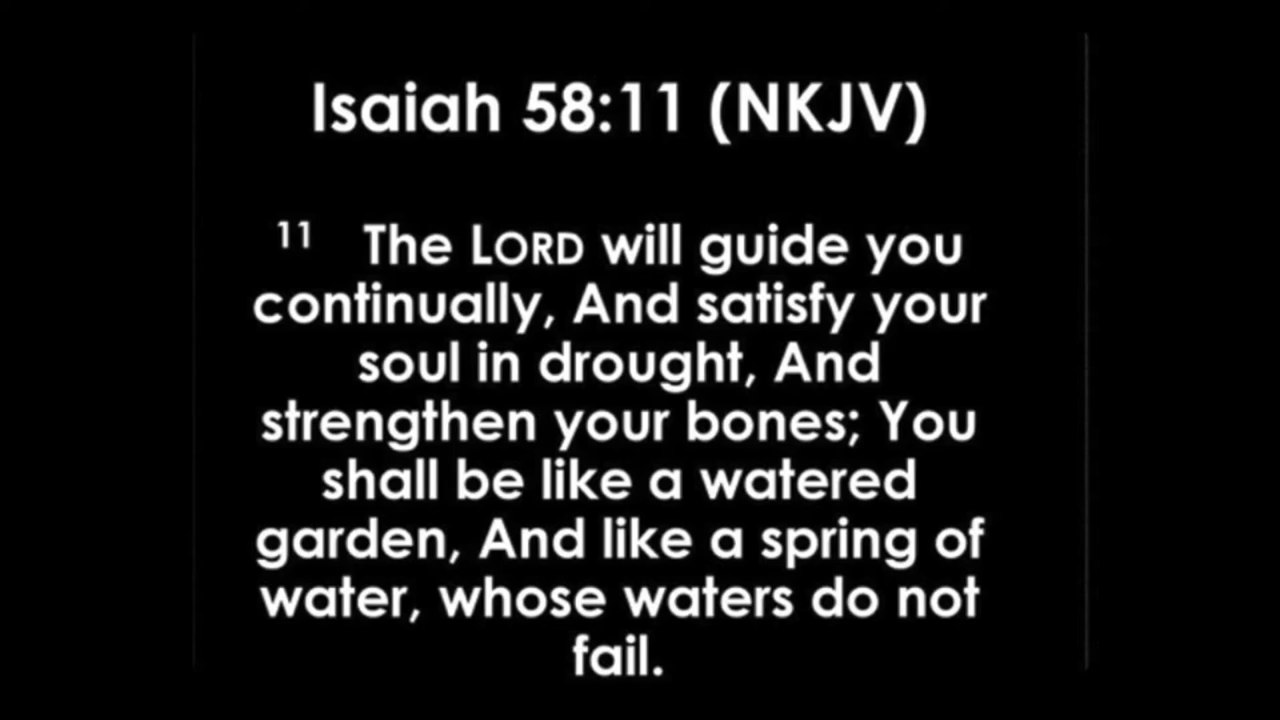 Isaiah 58:11 (NKJV)
11 The LORD will guide you
continually, And satisfy your
soul in drought, And
strengthen your bones; You
shall be like a watered
garden, And like a spring of
water, whose waters do not
fail.